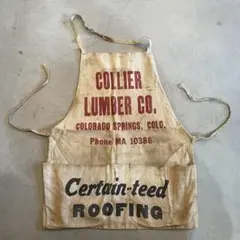 COLLIER
LUMBER CO.
COLORADO SPRINGS, COLO.
Phone MA 10386
Certain-teed
ROOFING